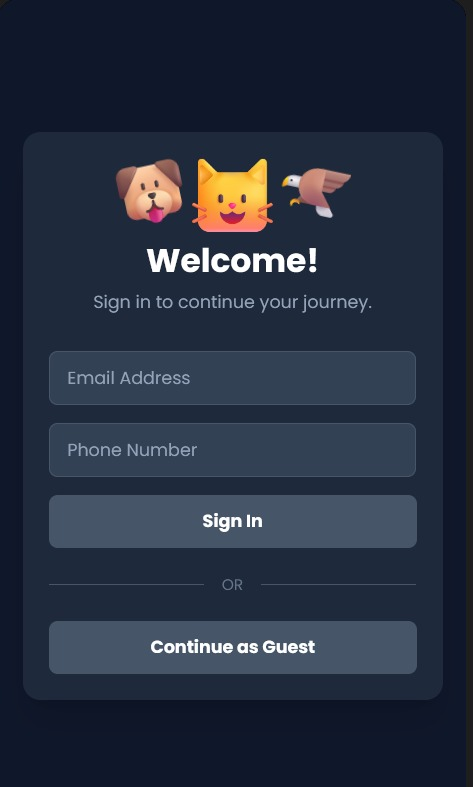 Welcome!
Sign in to continue your journey.
Email Address
Phone Number
Sign In
OR
Continue as Guest